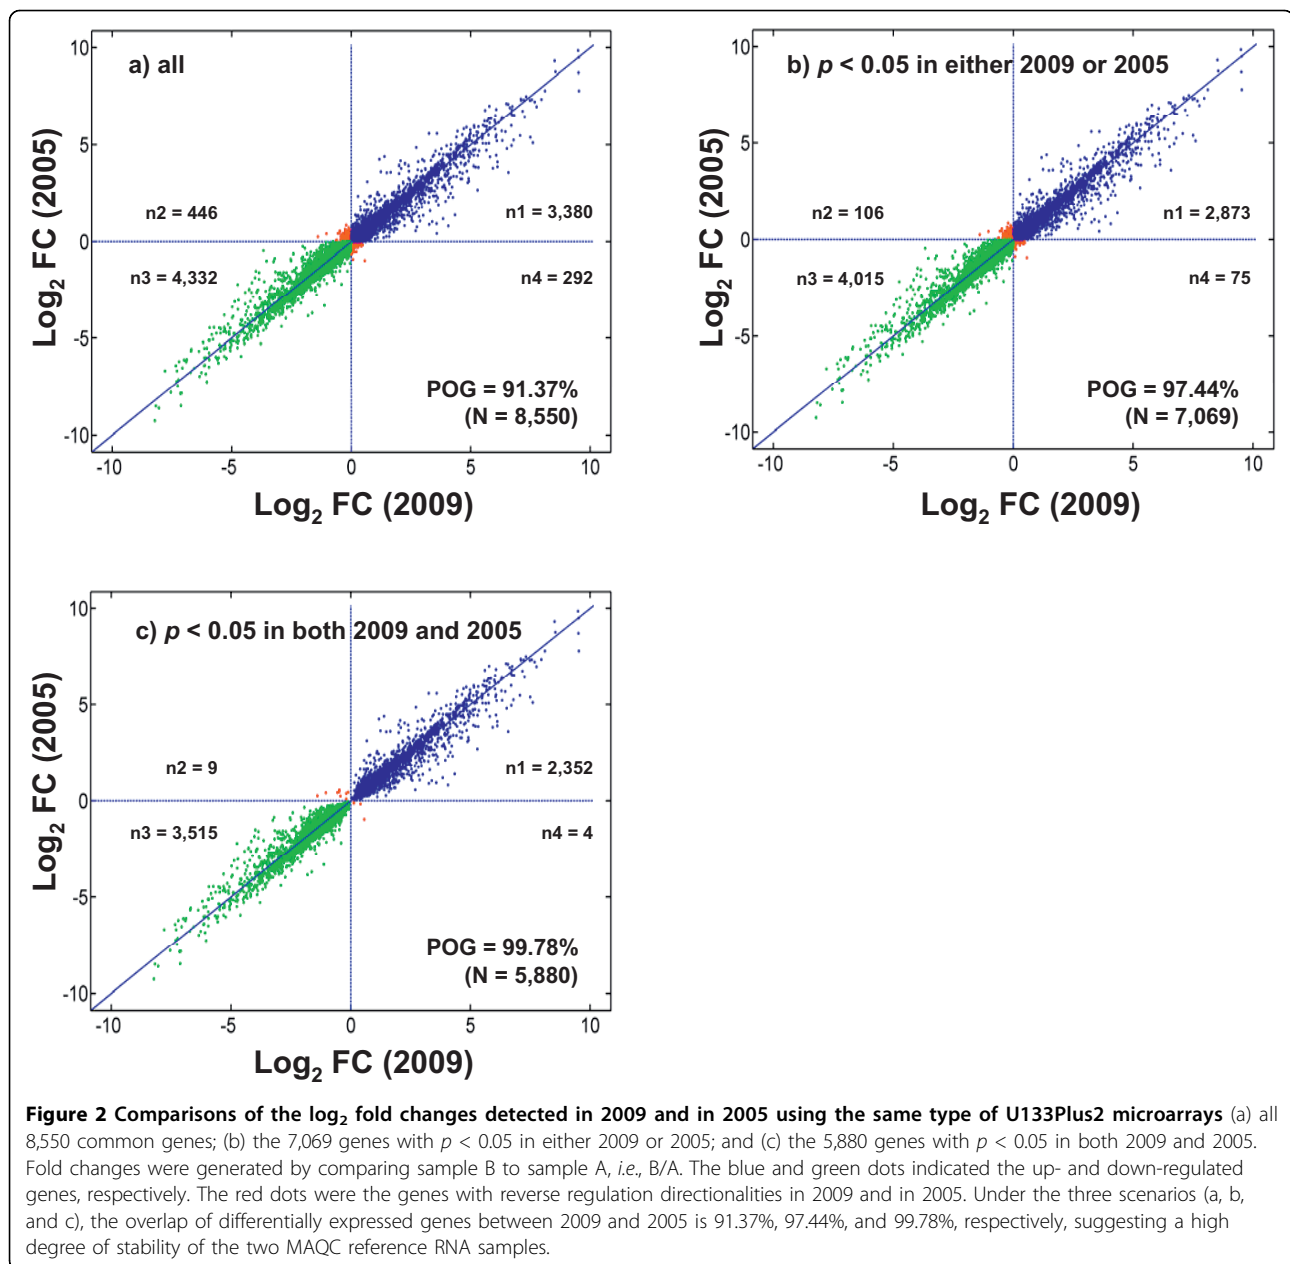 a) all
10
5
0
-5
-10
-10
-5
0
5
10
Log2 FC (2005)
Log2 FC (2009)
n2 = 446
n1 = 3,380
n3 = 4,332
n4 = 292
POG = 91.37%
(N = 8,550)
b) p < 0.05 in either 2009 or 2005
10
5
0
-5
-10
-10
-5
0
5
10
Log2 FC (2005)
Log2 FC (2009)
n2 = 106
n1 = 2,873
n3 = 4,015
n4 = 75
POG = 97.44%
(N = 7,069)
c) p < 0.05 in both 2009 and 2005
10
5
0
-5
-10
-10
-5
0
5
10
Log2 FC (2005)
Log2 FC (2009)
n2 = 9
n1 = 2,352
n3 = 3,515
n4 = 4
POG = 99.78%
(N = 5,880)
Figure 2 Comparisons of the log2 fold changes detected in 2009 and in 2005 using the same type of U133Plus2 microarrays (a) all
8,550 common genes; (b) the 7,069 genes with p < 0.05 in either 2009 or 2005; and (c) the 5,880 genes with p < 0.05 in both 2009 and 2005.
Fold changes were generated by comparing sample B to sample A, i.e., B/A. The blue and green dots indicated the up- and down-regulated
genes, respectively. The red dots were the genes with reverse regulation directionalities in 2009 and in 2005. Under the three scenarios (a, b,
and c), the overlap of differentially expressed genes between 2009 and 2005 is 91.37%, 97.44%, and 99.78%, respectively, suggesting a high
degree of stability of the two MAQC reference RNA samples.